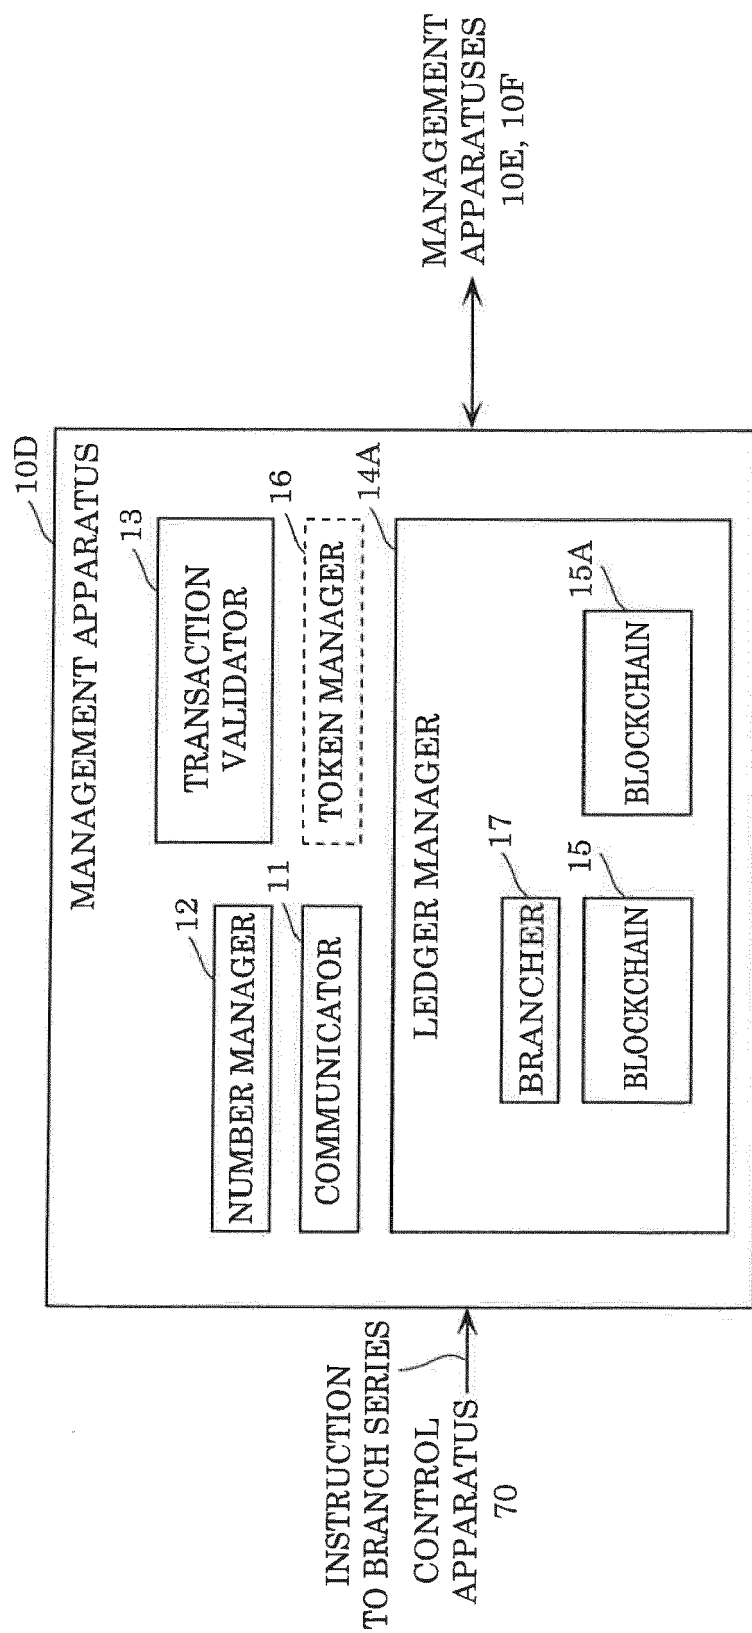 10D
MANAGEMENT APPARATUS
12
NUMBER MANAGER
13
TRANSACTION
VALIDATOR
11
COMMUNICATOR
16
TOKEN MANAGER
14A
LEDGER MANAGER
17
BRANCHER
15
BLOCKCHAIN
15A
BLOCKCHAIN
INSTRUCTION
TO BRANCH SERIES
CONTROL
APPARATUS
70
MANAGEMENT
APPARATUSES
10E, 10F